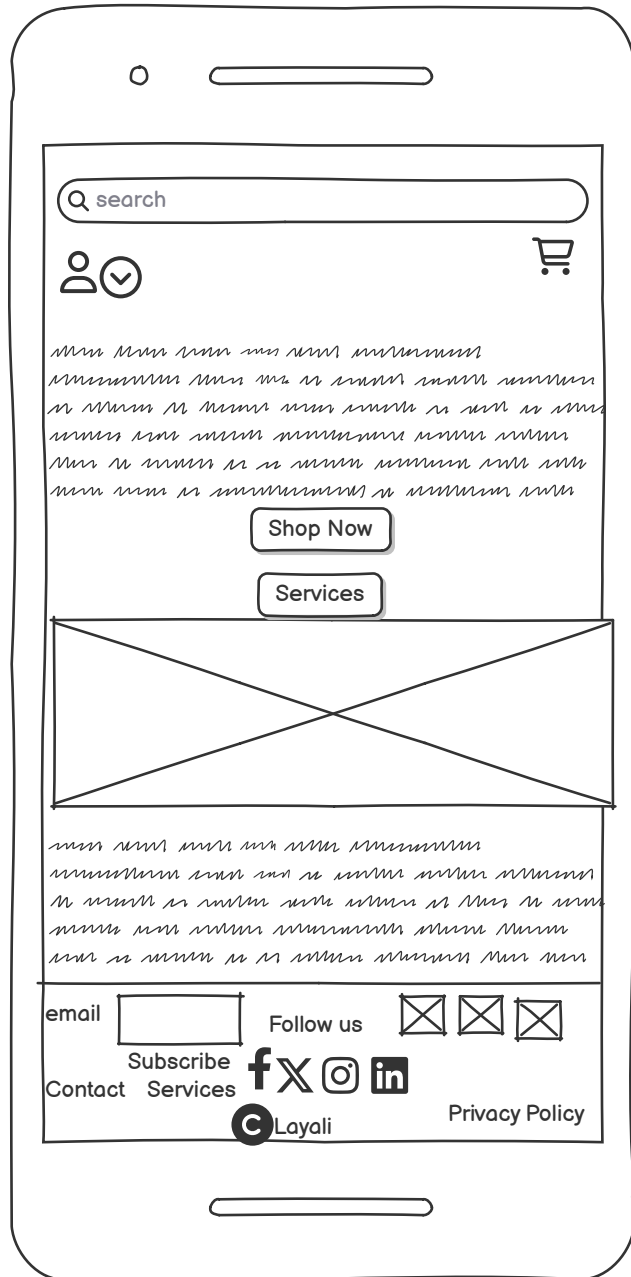 search
Shop Now
Services
email
Follow us
Subscribe
Contact Services
C Layali
Privacy Policy